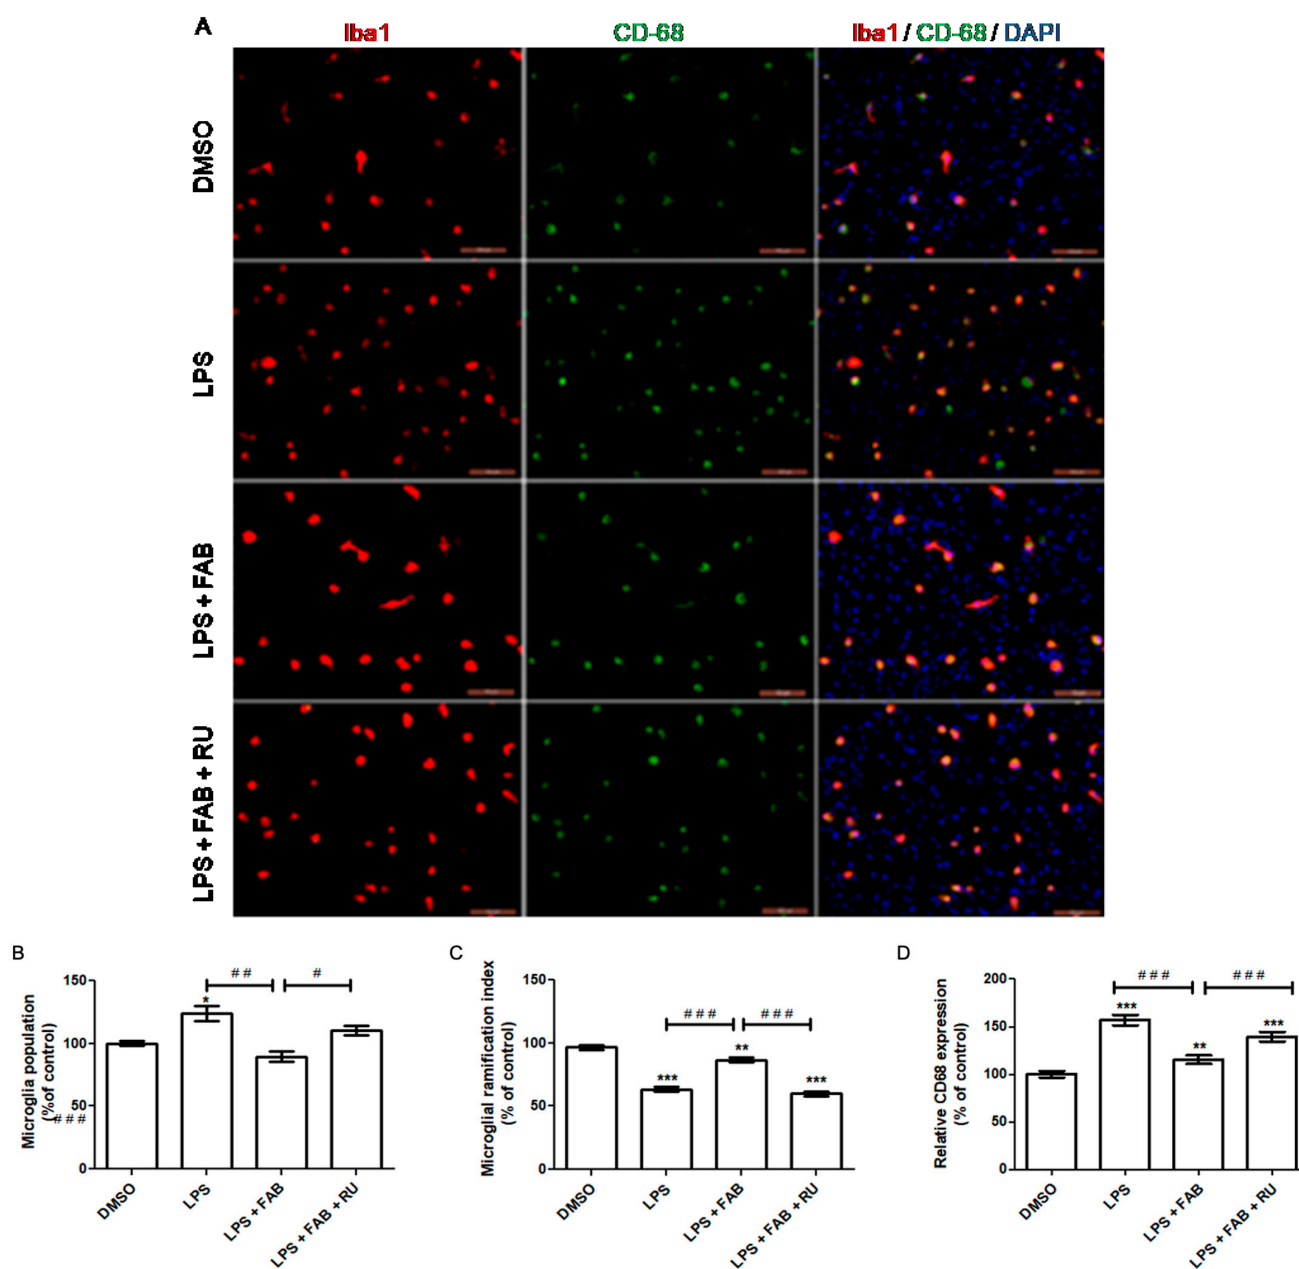 A
Iba1
CD-68
Iba1 / CD-68 / DAPI
DMSO
LPS
LPS + FAB
LPS + FAB + RU
B
Microglia population
(%of control)
150
100
50
0
# # #
*
# #
#
DMSO
LPS
LPS + FAB
LPS + FAB + RU
C
Microglial ramification index
(% of control)
150
100
50
0
***
**
***
# # #
# # #
DMSO
LPS
LPS + FAB
LPS + FAB + RU
D
Relative CD68 expression
(% of control)
200
150
100
50
0
***
**
***
# # #
# # #
DMSO
LPS
LPS + FAB
LPS + FAB + RU